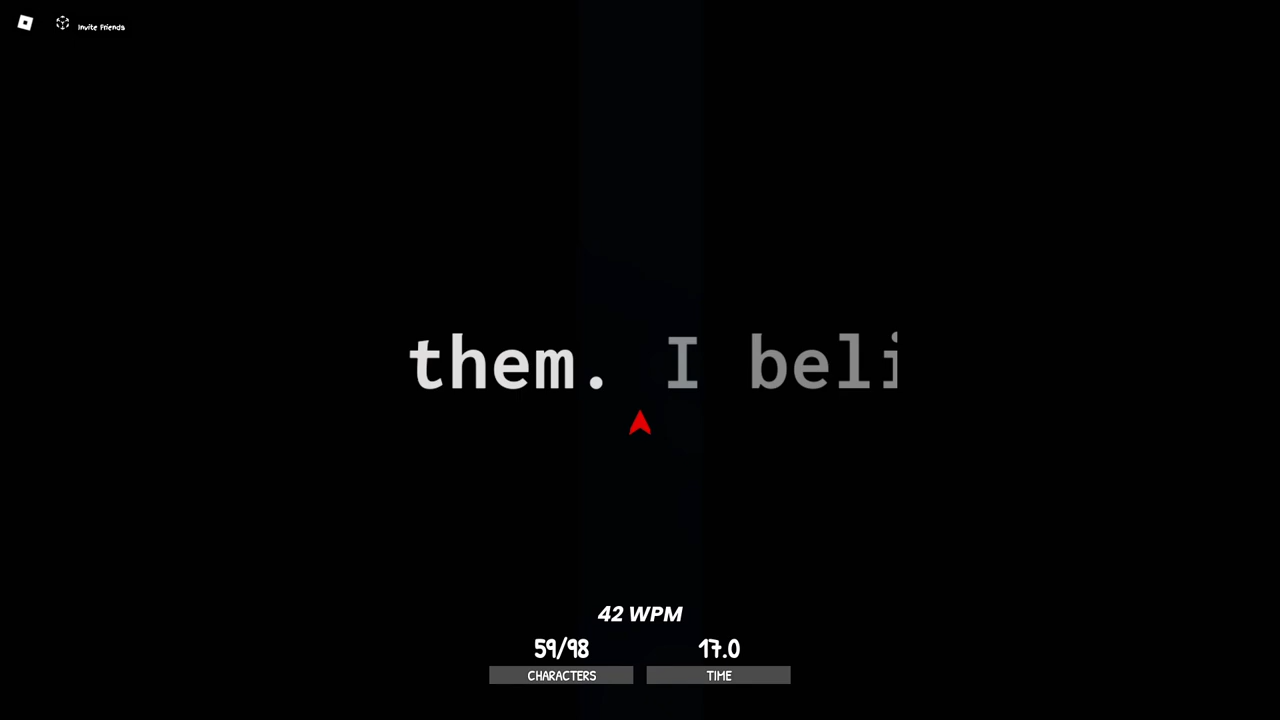 Invite Friends
them. I beli
42 WPM
59/98 17.0
CHARACTERS TIME